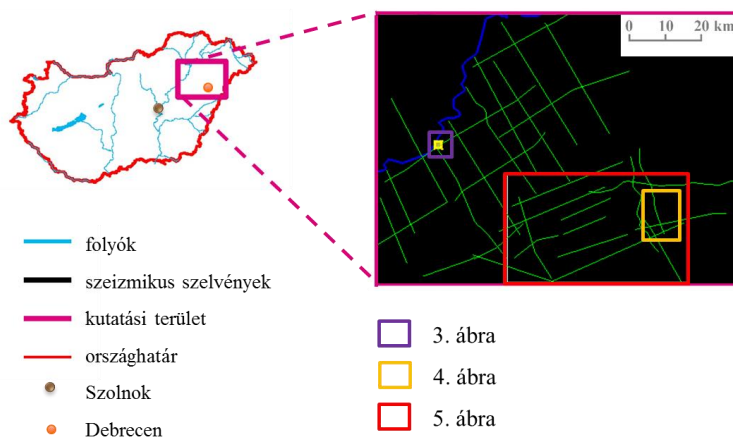 0 10 20 km
folyók
szeizmikus szelvények
kutatási terület
országhatár
Szolnok
Debrecen
3. ábra
4. ábra
5. ábra